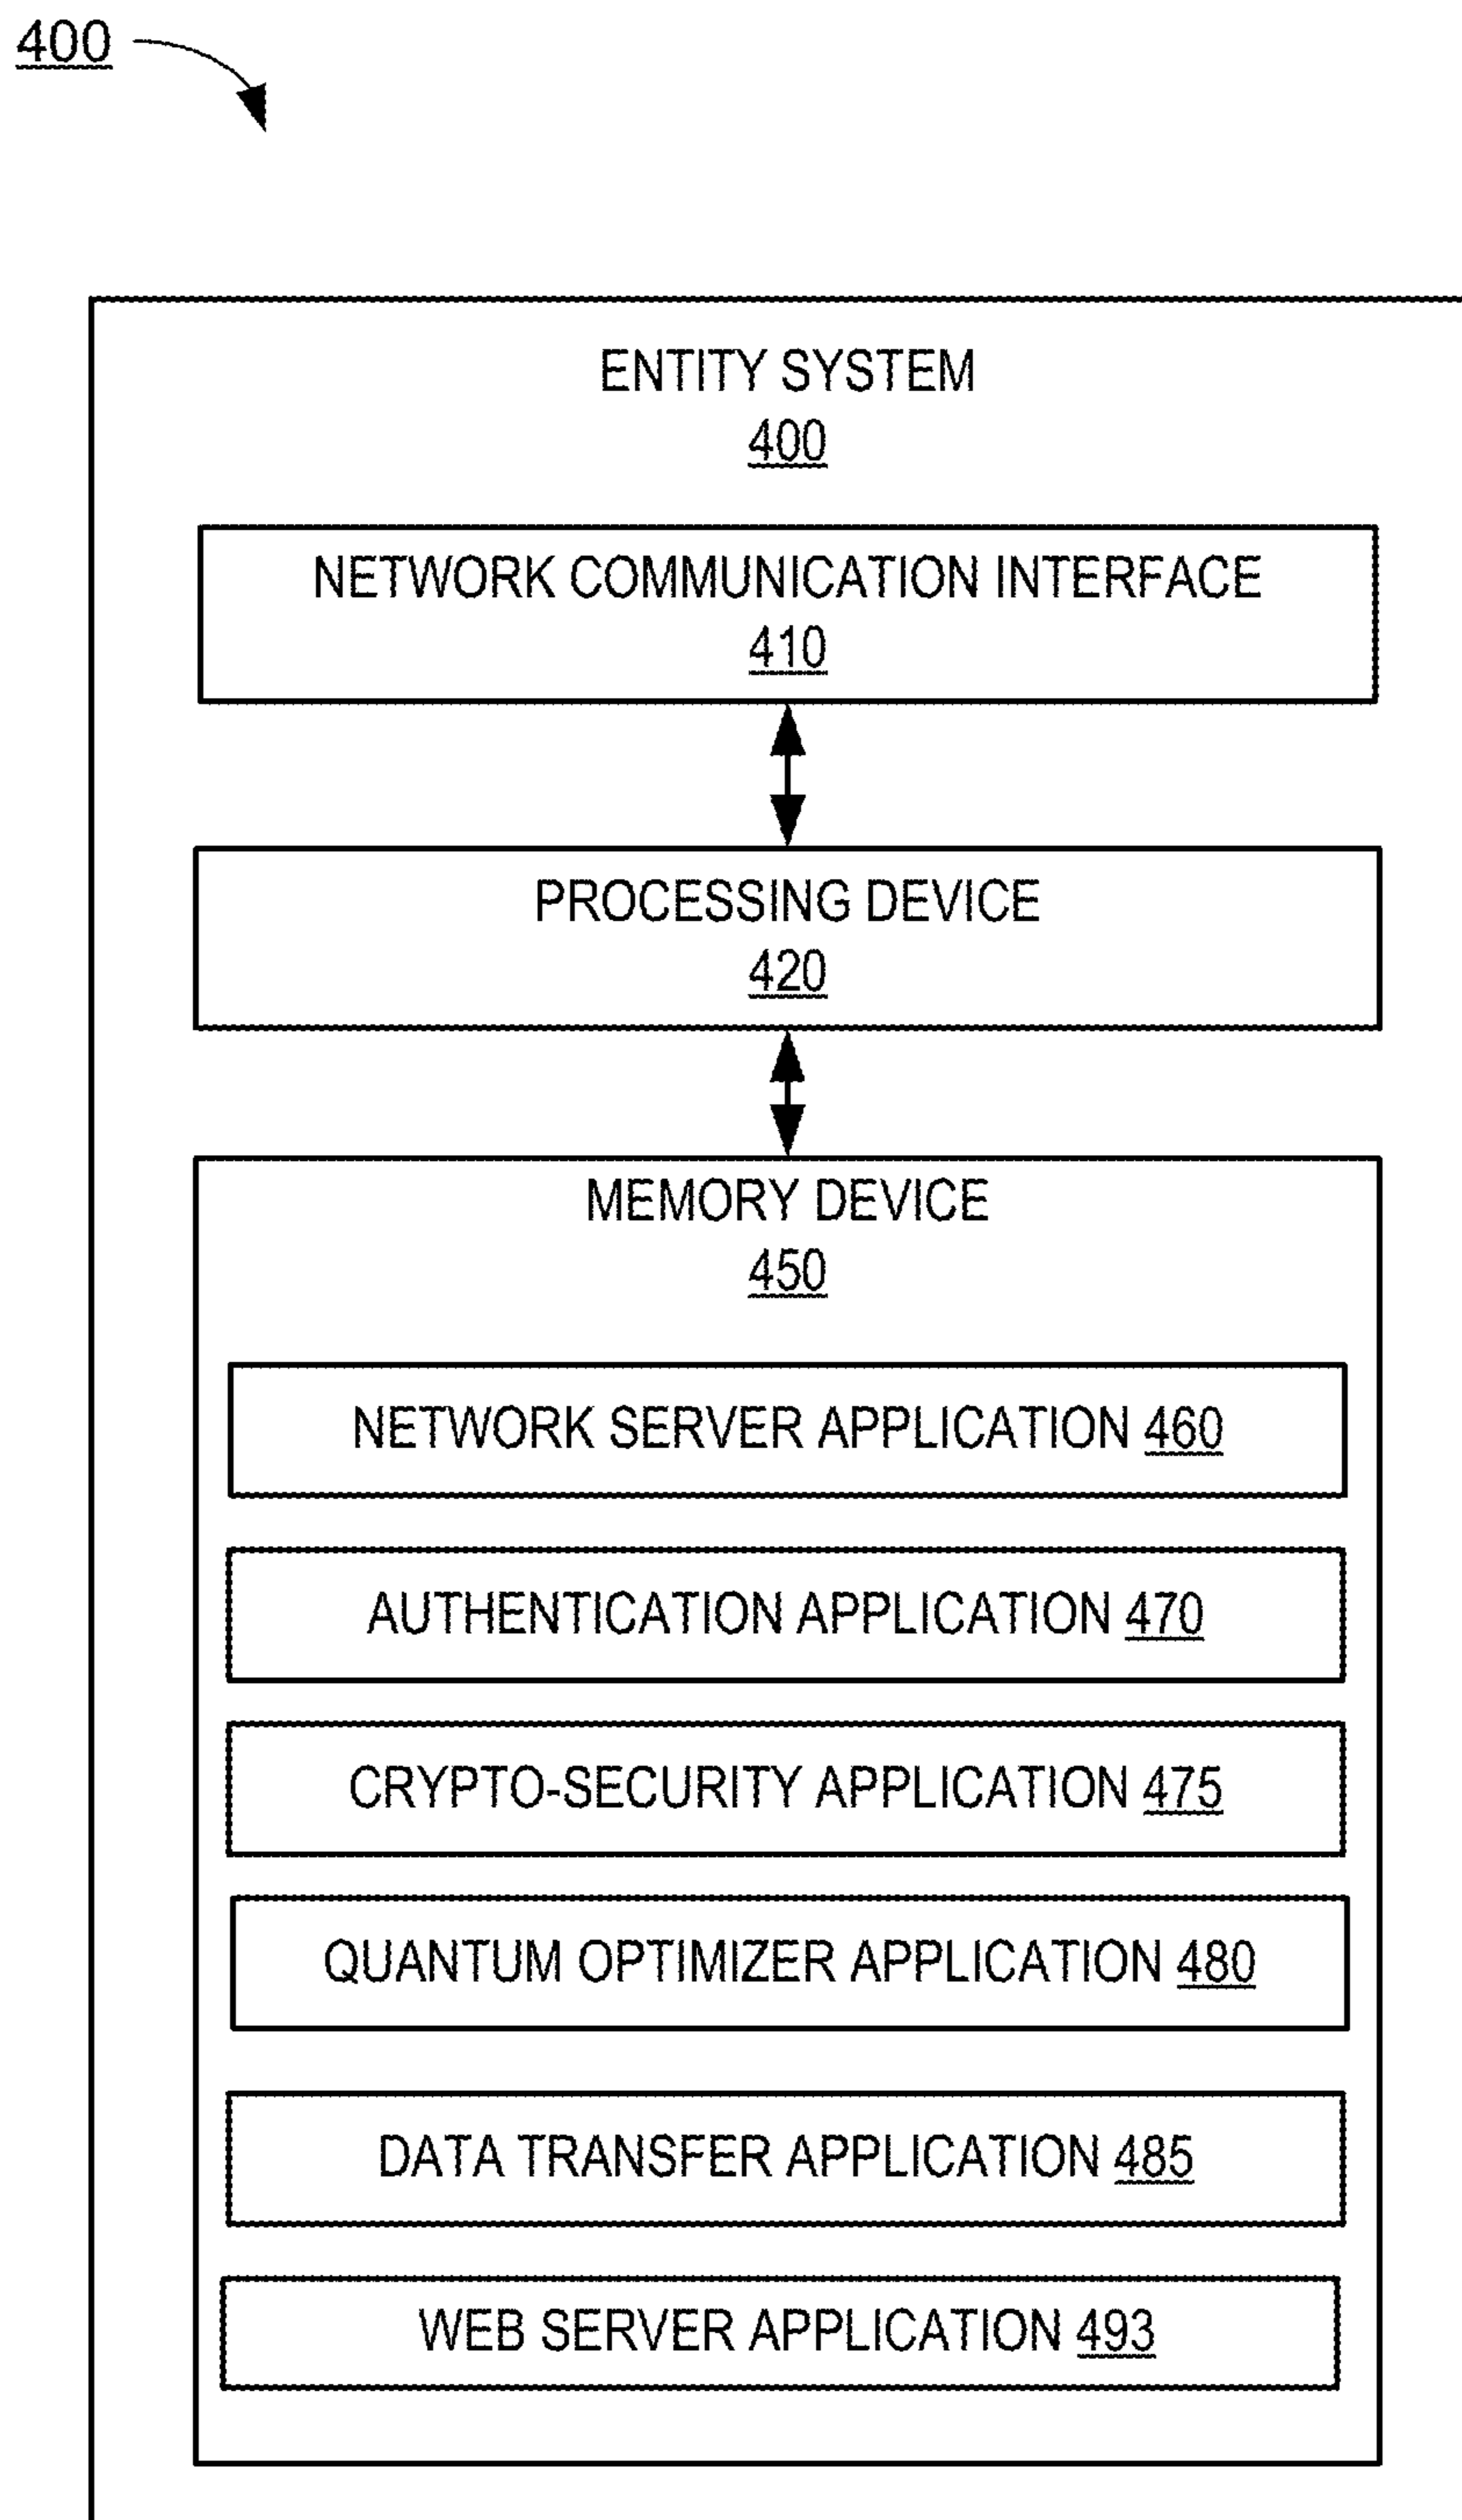 400
ENTITY SYSTEM
400
NETWORK COMMUNICATION INTERFACE
410
PROCESSING DEVICE
420
MEMORY DEVICE
450
NETWORK SERVER APPLICATION 460
AUTHENTICATION APPLICATION 470
CRYPTO-SECURITY APPLICATION 475
QUANTUM OPTIMIZER APPLICATION 480
DATA TRANSFER APPLICATION 485
WEB SERVER APPLICATION 493